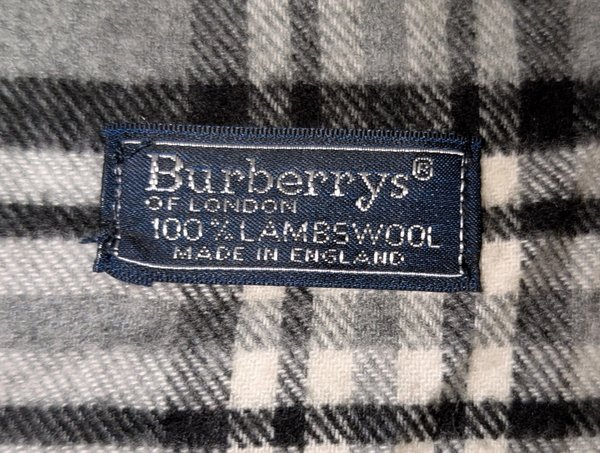 Burberrys®
OF LONDON
100% LAMBSWOOL
MADE IN ENGLAND